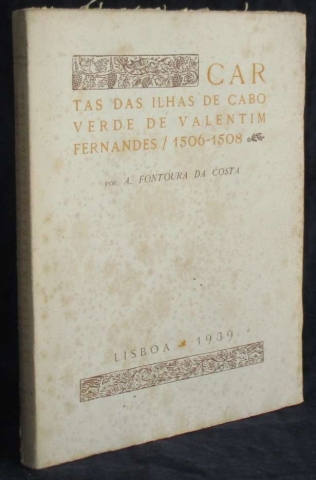 CAR
TAS DAS ILHAS DE CABO
VERDE DE VALENTIM
FERNANDES / 1506-1508
POR A. FONTOURA DA COSTA
LISBOA 1939